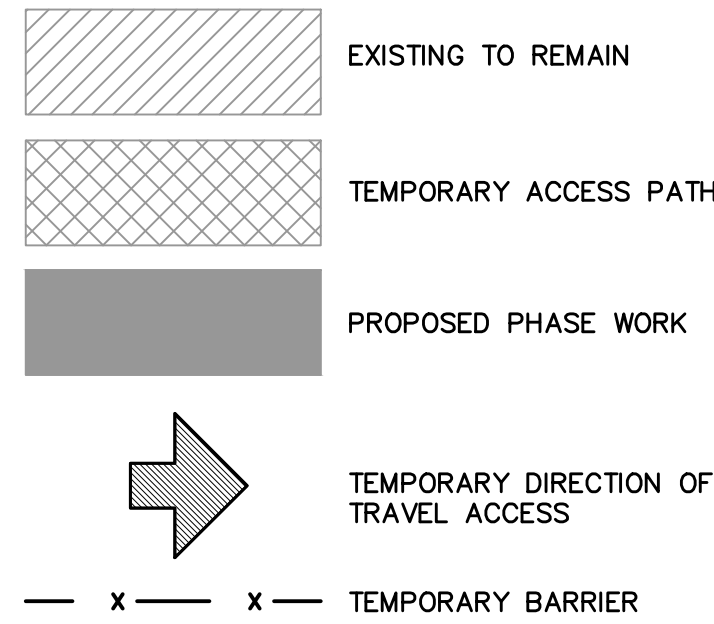 EXISTING TO REMAIN
TEMPORARY ACCESS PATH
PROPOSED PHASE WORK
TEMPORARY DIRECTION OF
TRAVEL ACCESS
x x TEMPORARY BARRIER